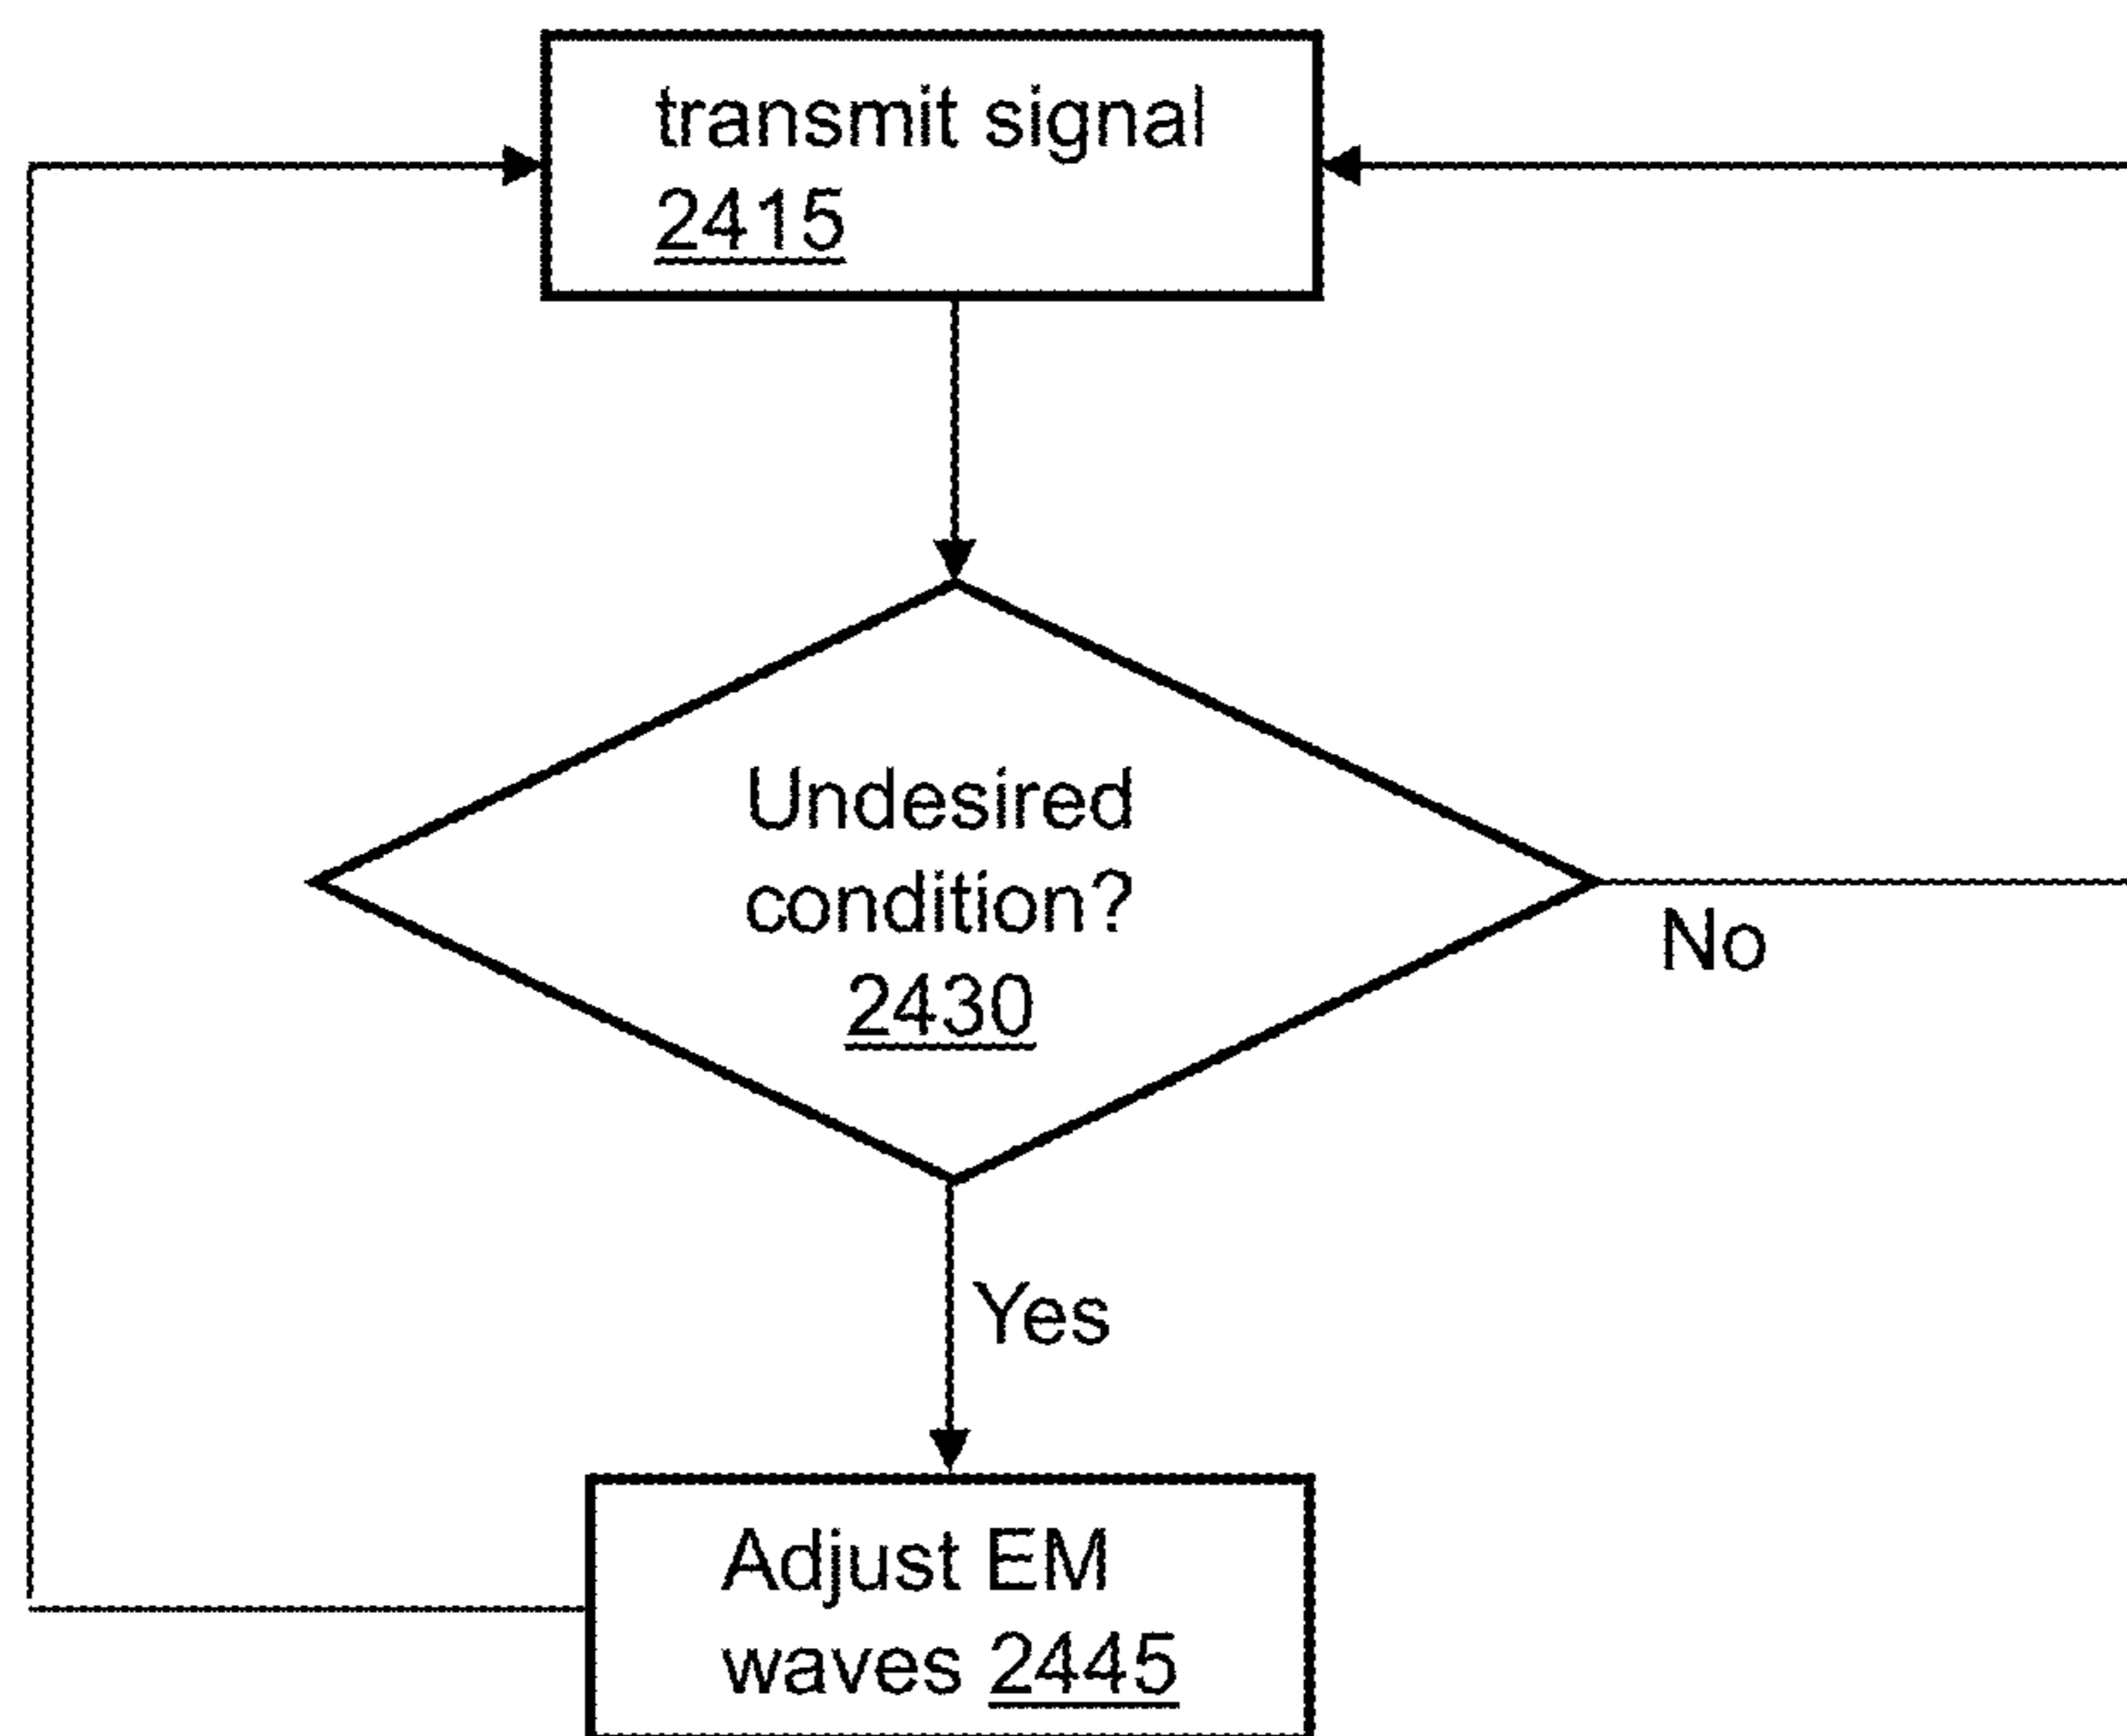 transmit signal
2415
Undesired
condition?
2430
No
Yes
Adjust EM
waves 2445